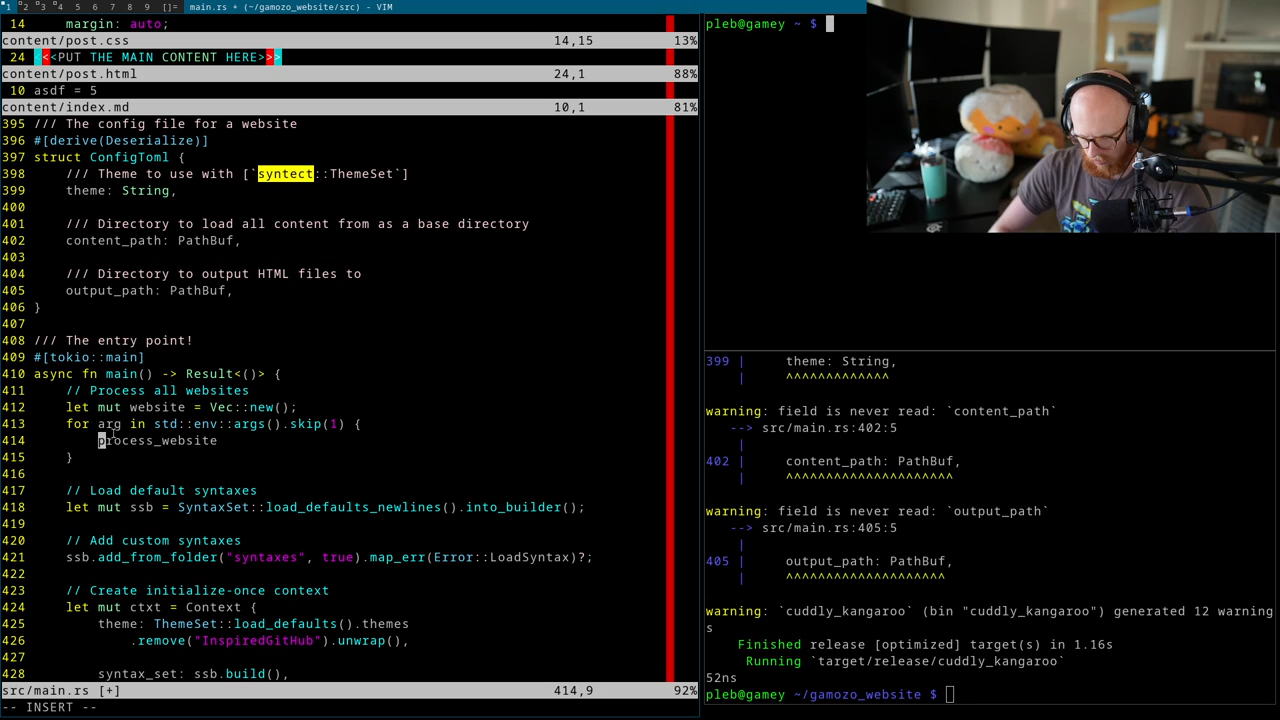 1 2 3 4 5 6 7 8 9 []= main.rs + (~/gamozo_website/src) - VIM
14     margin: auto;
content/post.css 14,15 13%
24 <<<PUT THE MAIN CONTENT HERE>>>
content/post.html 24,1 88%
10 asdf = 5
content/index.md 10,1 81%
395 /// The config file for a website
396 #[derive(Deserialize)]
397 struct ConfigToml {
398     /// Theme to use with [`syntect::ThemeSet`]
399     theme: String,
400
401     /// Directory to load all content from as a base directory
402     content_path: PathBuf,
403
404     /// Directory to output HTML files to
405     output_path: PathBuf,
406 }
407
408 /// The entry point!
409 #[tokio::main]
410 async fn main() -> Result<()> {
411     // Process all websites
412     let mut website = Vec::new();
413     for arg in std::env::args().skip(1) {
414         process_website
415     }
416
417     // Load default syntaxes
418     let mut ssb = SyntaxSet::load_defaults_newlines().into_builder();
419
420     // Add custom syntaxes
421     ssb.add_from_folder("syntaxes", true).map_err(Error::LoadSyntax)?;
422
423     // Create initialize-once context
424     let mut ctxt = Context {
425         theme: ThemeSet::load_defaults().themes
426             .remove("InspiredGitHub").unwrap(),
427
428         syntax_set: ssb.build(),
src/main.rs [+] 414,9 92%
-- INSERT --
pleb@gamey ~ $
399 |     theme: String,
    |     ^^^^^^^^^^^^^
warning: field is never read: `content_path`
   --> src/main.rs:402:5
    |
402 |     content_path: PathBuf,
    |     ^^^^^^^^^^^^^^^^^^^^^
warning: field is never read: `output_path`
   --> src/main.rs:405:5
    |
405 |     output_path: PathBuf,
    |     ^^^^^^^^^^^^^^^^^^^^
warning: `cuddly_kangaroo` (bin "cuddly_kangaroo") generated 12 warning
s
    Finished release [optimized] target(s) in 1.16s
     Running `target/release/cuddly_kangaroo`
52ns
pleb@gamey ~/gamozo_website $